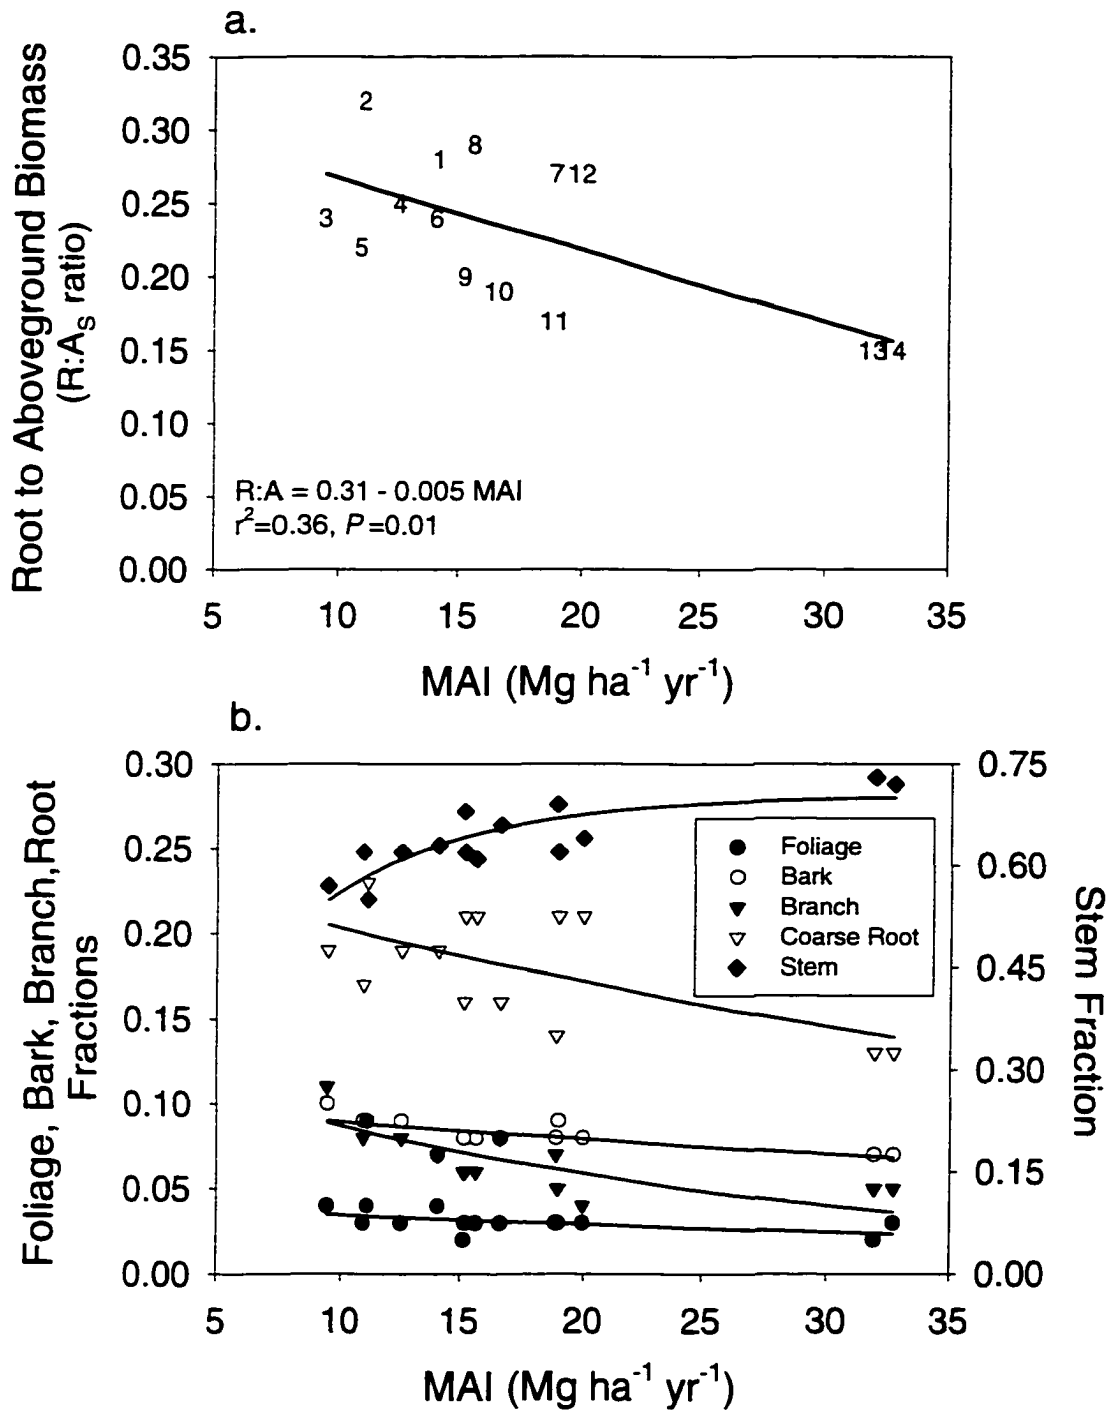 a.
Root to Aboveground Biomass
(R:A_S ratio)
0.35
0.30
0.25
0.20
0.15
0.10
0.05
0.00
2
1
8
7 12
3
4
6
5
9
10
11
13 14
R:A = 0.31 - 0.005 MAI
r²=0.36, P=0.01
5 10 15 20 25 30 35
MAI (Mg ha⁻¹ yr⁻¹)
b.
Foliage, Bark, Branch, Root
Fractions
0.30
0.25
0.20
0.15
0.10
0.05
0.00
Foliage
Bark
Branch
Coarse Root
Stem
0.75
0.60
0.45
0.30
0.15
0.00
Stem Fraction
5 10 15 20 25 30 35
MAI (Mg ha⁻¹ yr⁻¹)